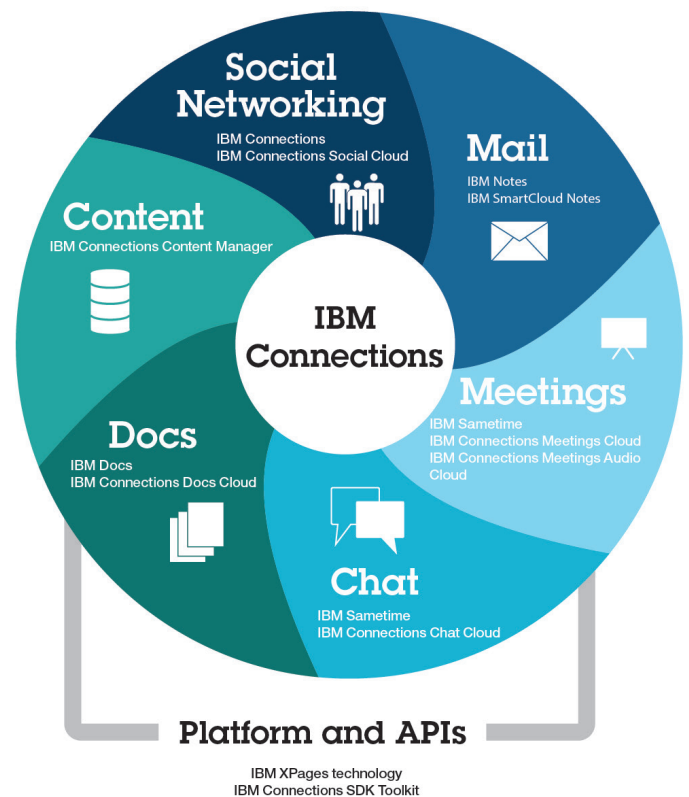 Social
Networking
IBM Connections
IBM Connections Social Cloud
Mail
IBM Notes
IBM SmartCloud Notes
Content
IBM Connections Content Manager
IBM
Connections
Meetings
IBM Sametime
IBM Connections Meetings Cloud
IBM Connections Meetings Audio
Cloud
Docs
IBM Docs
IBM Connections Docs Cloud
Chat
IBM Sametime
IBM Connections Chat Cloud
Platform and APIs
IBM XPages technology
IBM Connections SDK Toolkit